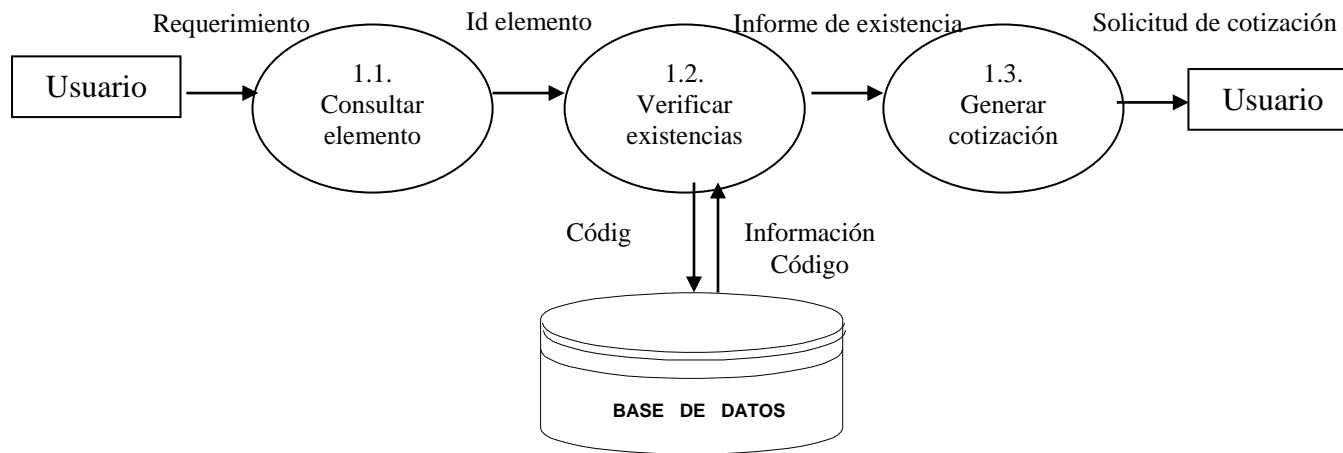 Requerimiento
Id elemento
Informe de existencia
Solicitud de cotización
Usuario
1.1.
Consultar
elemento
1.2.
Verificar
existencias
1.3.
Generar
cotización
Usuario
Códig
Información
Código
BASE DE DATOS